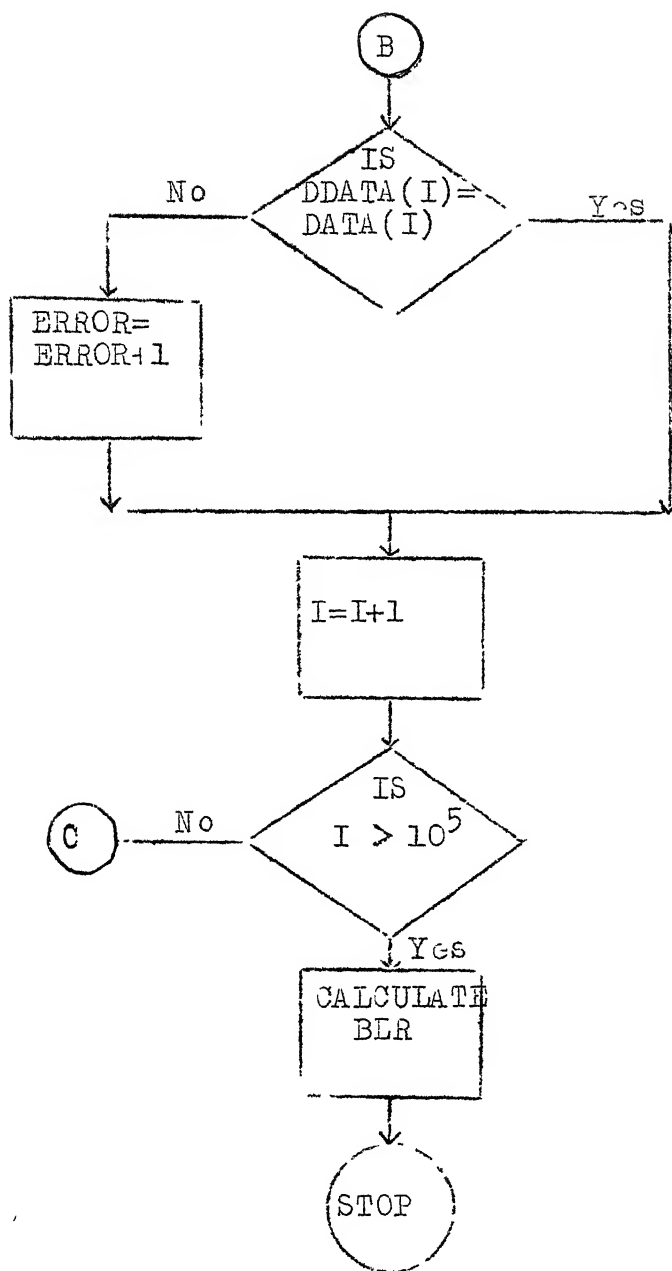 B
IS
DDATA(I)=
DATA(I)
No
Yes
ERROR=
ERROR+1
I=I+1
IS
I > 10^5
No
C
Yes
CALCULATE
BLR
STOP